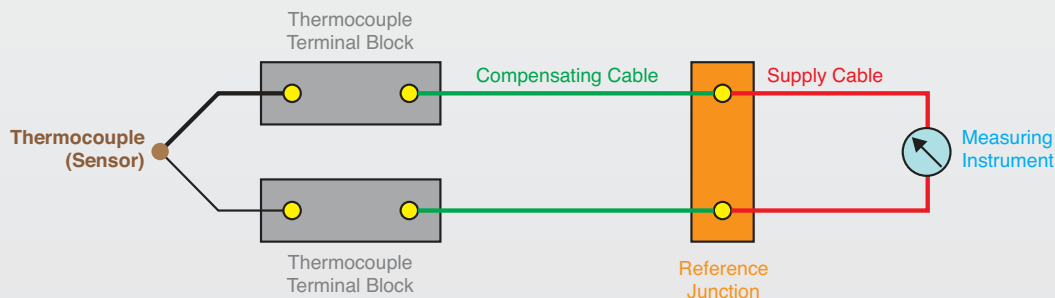 Thermocouple
Terminal Block
Compensating Cable
Supply Cable
Thermocouple
(Sensor)
Measuring
Instrument
Thermocouple
Terminal Block
Reference
Junction